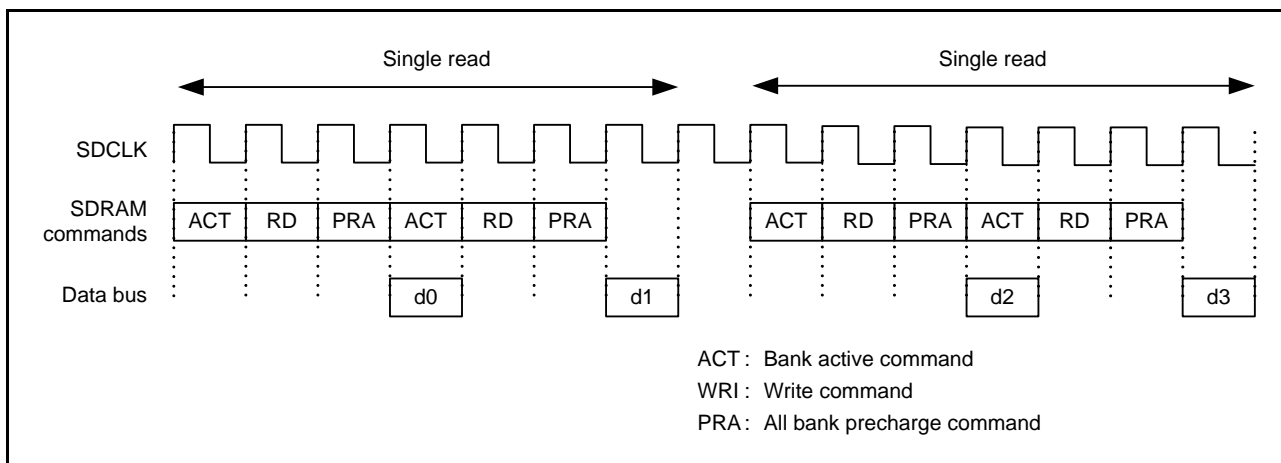 Single read Single read
SDCLK
SDRAM
commands
ACT RD PRA ACT RD PRA ACT RD PRA ACT RD PRA
Data bus d0 d1 d2 d3
ACT : Bank active command
WRI : Write command
PRA : All bank precharge command